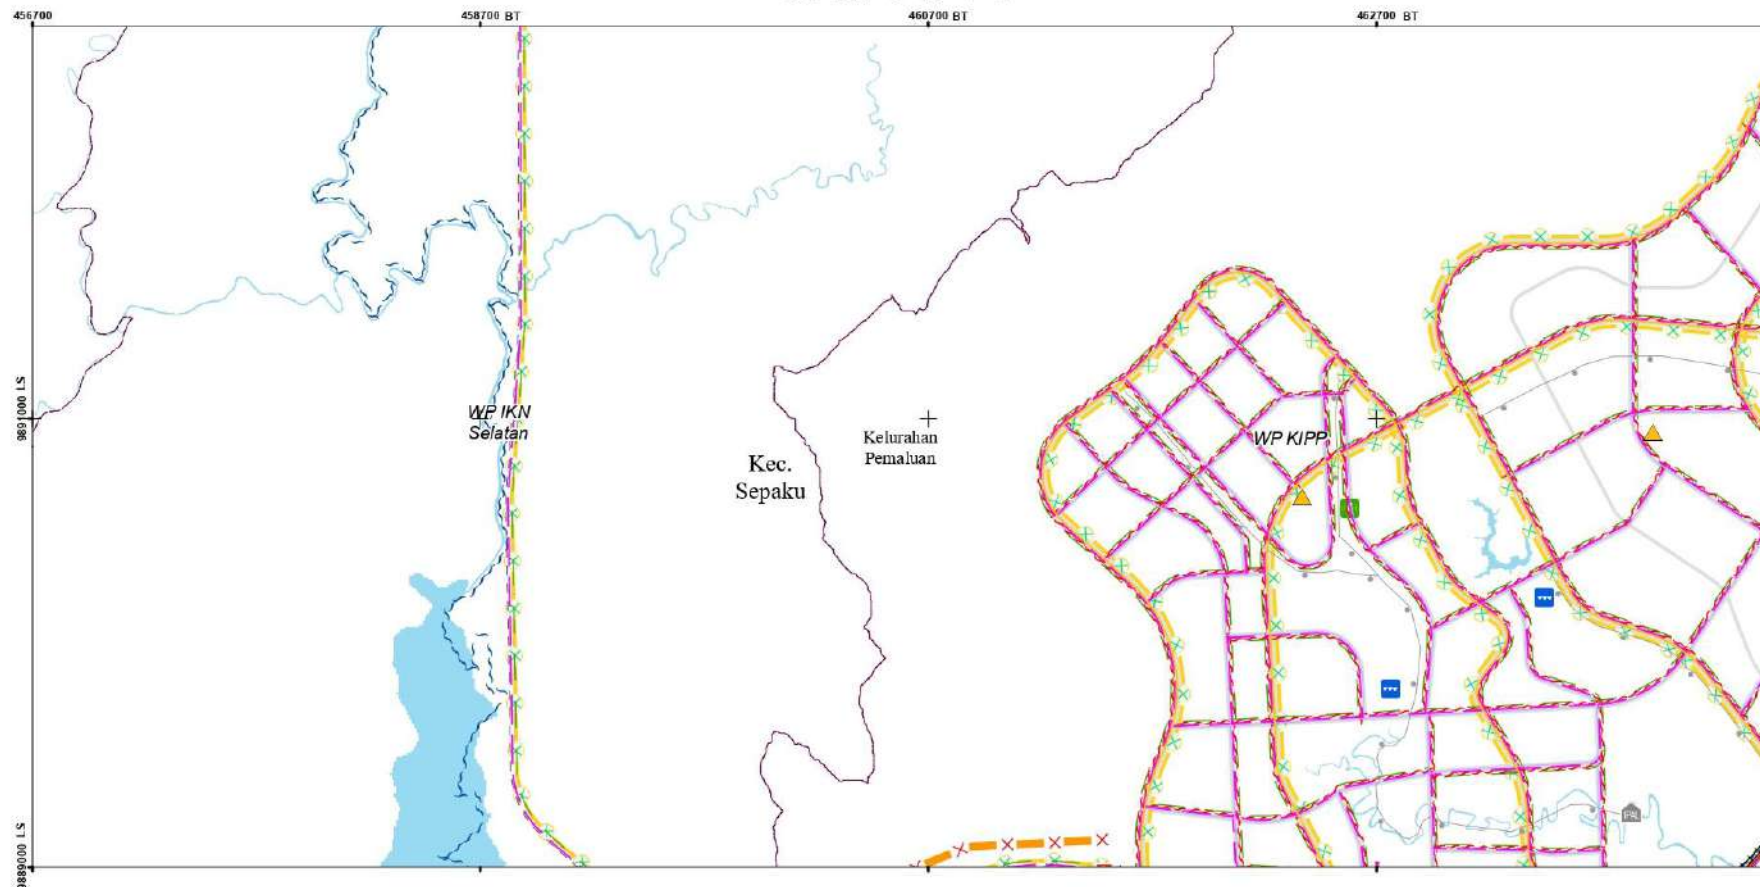 456700
458700 BT
460700 BT
462700 BT
9891000 LS
WP IKN
Selatan
Kelurahan
Pemaluan
WP KIPP
Kec.
Sepaku
IPAL
9889000 LS